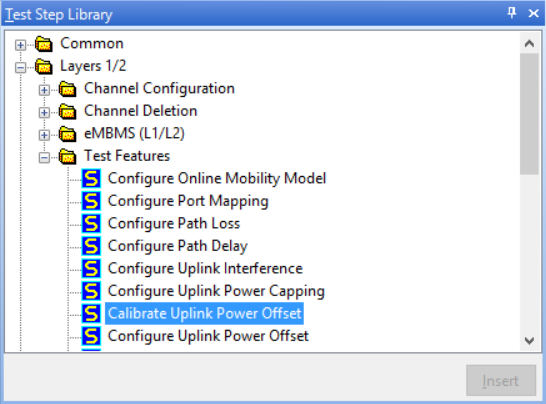 Test Step Library
Common
Layers 1/2
Channel Configuration
Channel Deletion
eMBMS (L1/L2)
Test Features
S Configure Online Mobility Model
S Configure Port Mapping
S Configure Path Loss
S Configure Path Delay
S Configure Uplink Interference
S Configure Uplink Power Capping
S Calibrate Uplink Power Offset
S Configure Uplink Power Offset
Insert